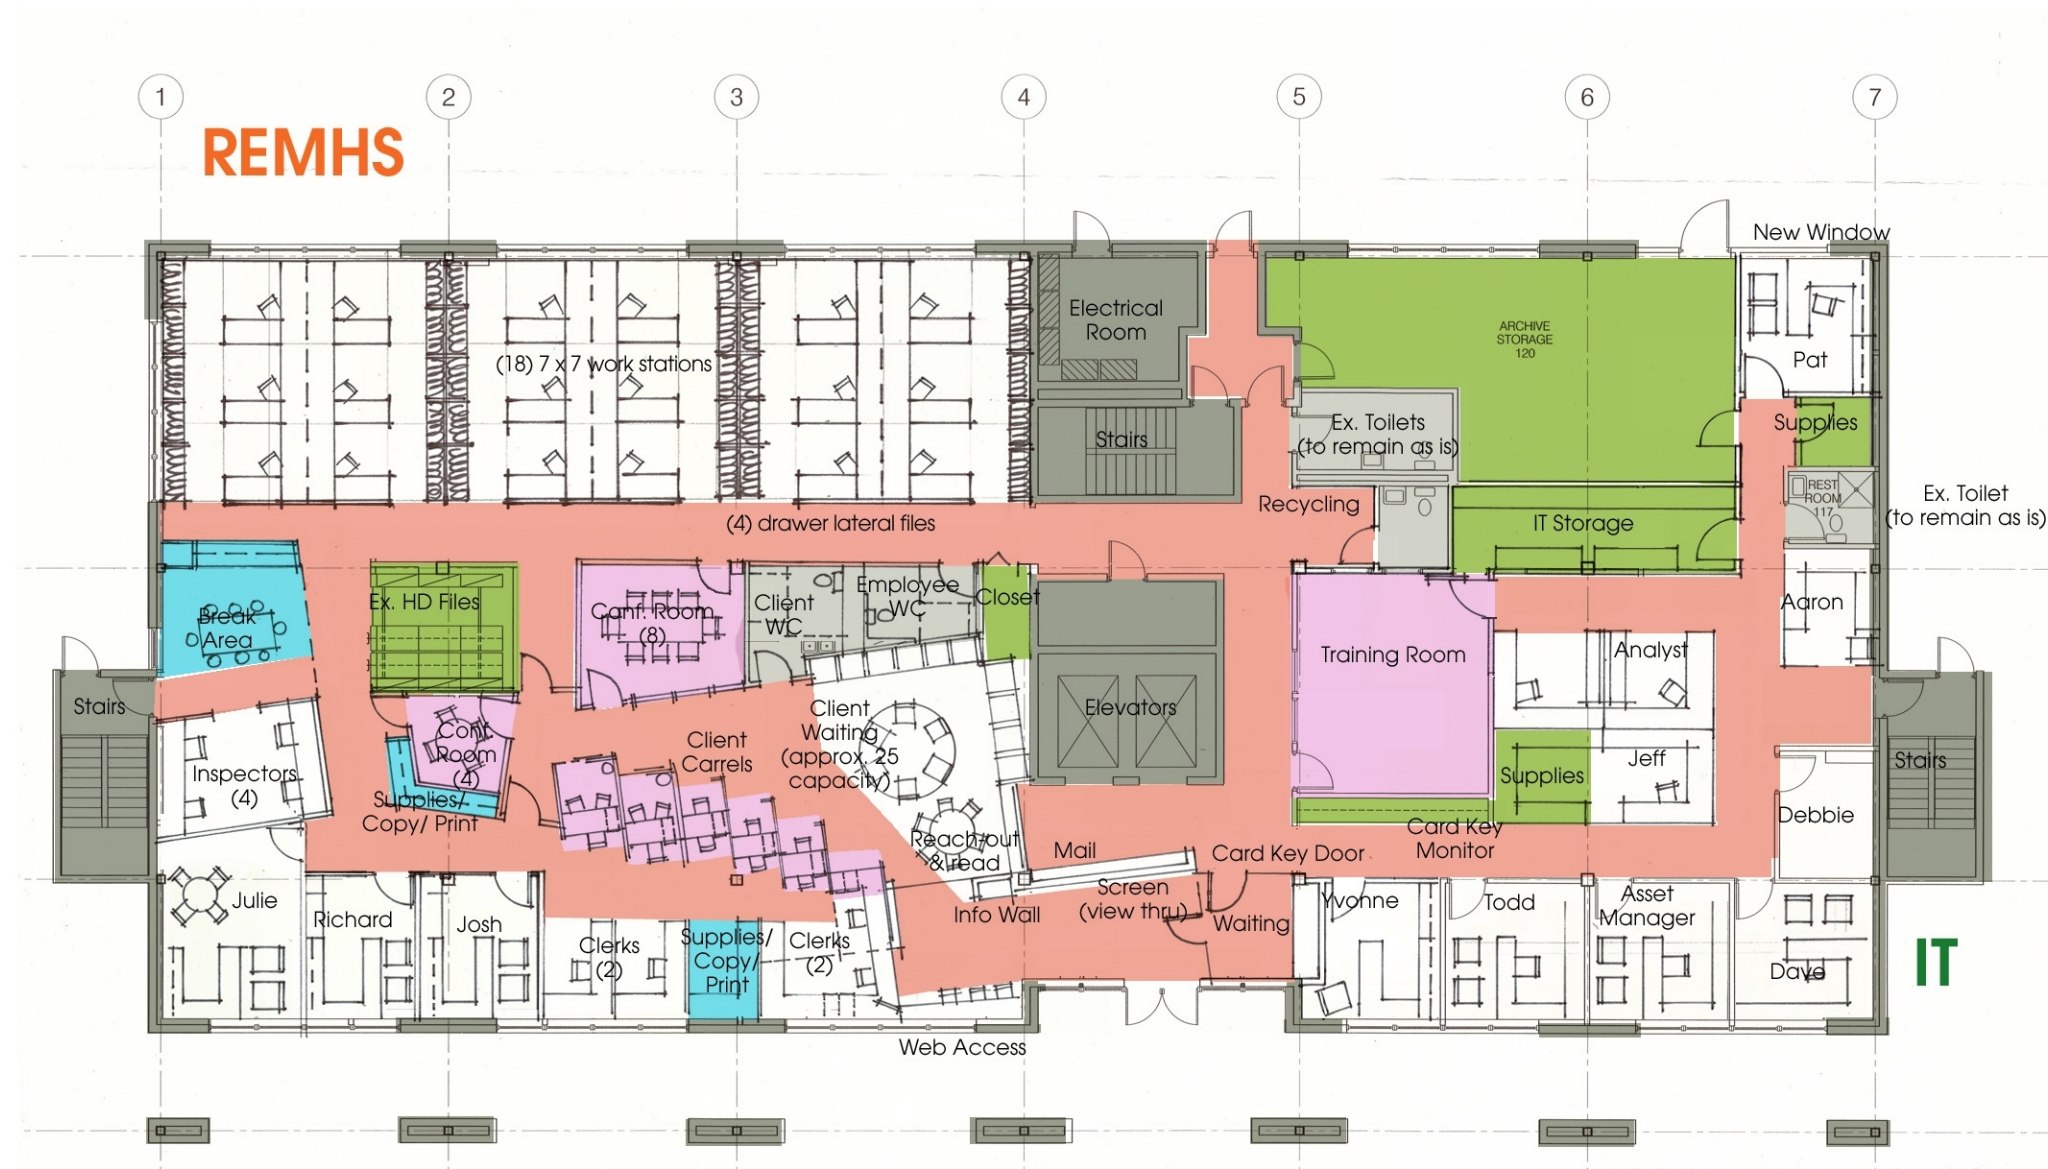 1 2 3 4 5 6 7
REMHS
New Window
Electrical
Room
ARCHIVE
STORAGE
120
(18) 7 x 7 work stations
Pat
Stairs
Ex. Toilets
(to remain as is)
Supplies
REST
ROOM
117
Ex. Toilet
(to remain as is)
Recycling
(4) drawer lateral files
IT Storage
Break
Area
Ex. HD Files
Conf. Room
(8)
Client
WC
Employee
WC
Closet
Aaron
Training Room
Analyst
Stairs
Inspectors
(4)
Conf.
Room
(4)
Supplies/
Copy/ Print
Client
Carrels
Client
Waiting
(approx. 25
capacity)
Elevators
Supplies
Jeff
Stairs
Debbie
Reach-out
& read
Mail
Card Key Door
Card Key
Monitor
Julie
Richard
Josh
Clerks
(2)
Supplies/
Copy/
Print
Clerks
(2)
Info Wall
Screen
(view thru)
Waiting
Yvonne
Todd
Asset
Manager
Dave
IT
Web Access